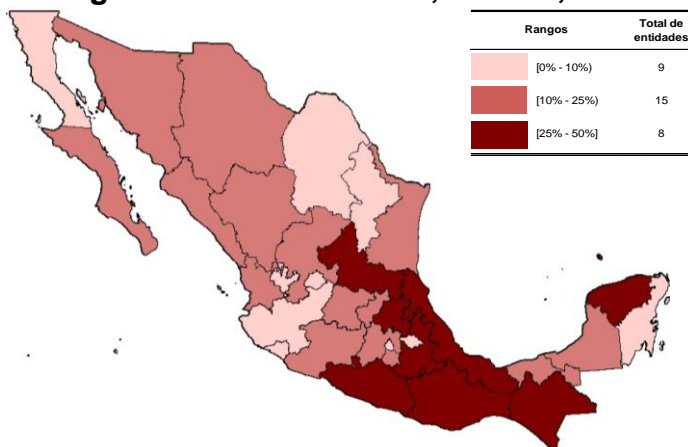 Rangos
Total de
entidades
[0% - 10%)
9
[10% - 25%)
15
[25% - 50%]
8